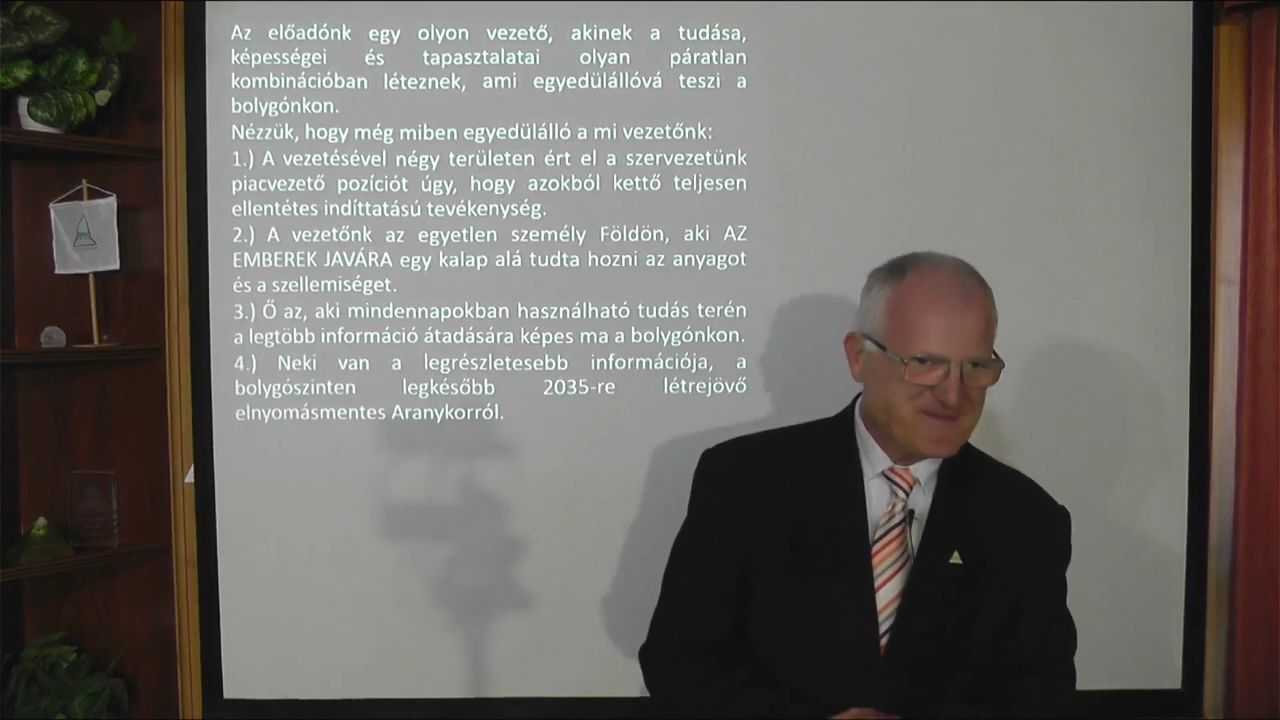 Az előadónk egy olyon vezető, akinek a tudása,
képességei és tapasztalatai olyan páratlan
kombinációban léteznek, ami egyedülállóvá teszi a
bolygónkon.
Nézzük, hogy még miben egyedülálló a mi vezetőnk:
1.) A vezetésével négy területen ért el a szervezetünk
piacvezető pozíciót úgy, hogy azokból kettő teljesen
ellentétes indíttatású tevékenység.
2.) A vezetőnk az egyetlen személy Földön, aki AZ
EMBEREK JAVÁRA egy kalap alá tudta hozni az anyagot
és a szellemiséget.
3.) Ő az, aki mindennapokban használható tudás terén
a legtöbb információ átadására képes ma a bolygónkon.
4.) Neki van a legrészletesebb információja, a
bolygószinten legkésőbb 2035-re létrejövő
elnyomásmentes Aranykorról.